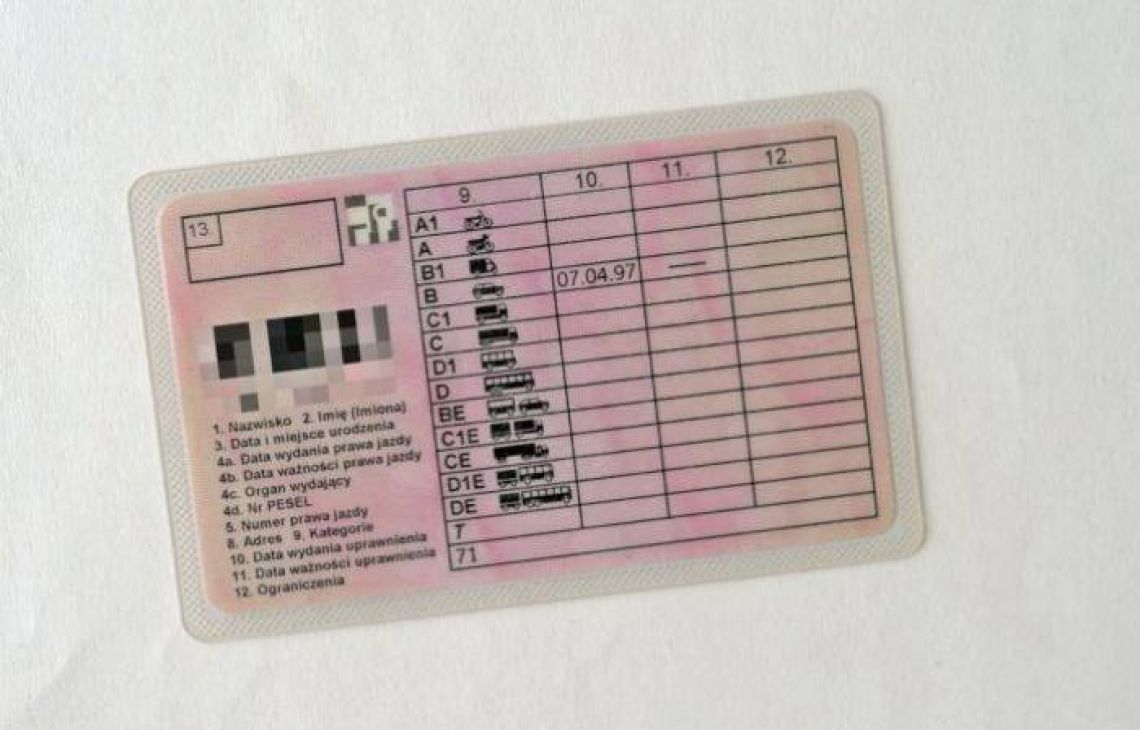 13.
1. Nazwisko 2. Imię (Imiona)
3. Data i miejsce urodzenia
4a. Data wydania prawa jazdy
4b. Data ważności prawa jazdy
4c. Organ wydający
4d. Nr PESEL
5. Numer prawa jazdy
8. Adres 9. Kategorie
10. Data wydania uprawnienia
11. Data ważności uprawnienia
12. Ograniczenia
9. 10. 11. 12.
A1
A
B1
B 07.04.97 —
C1
C
D1
D
BE
C1E
CE
D1E
DE
T
71